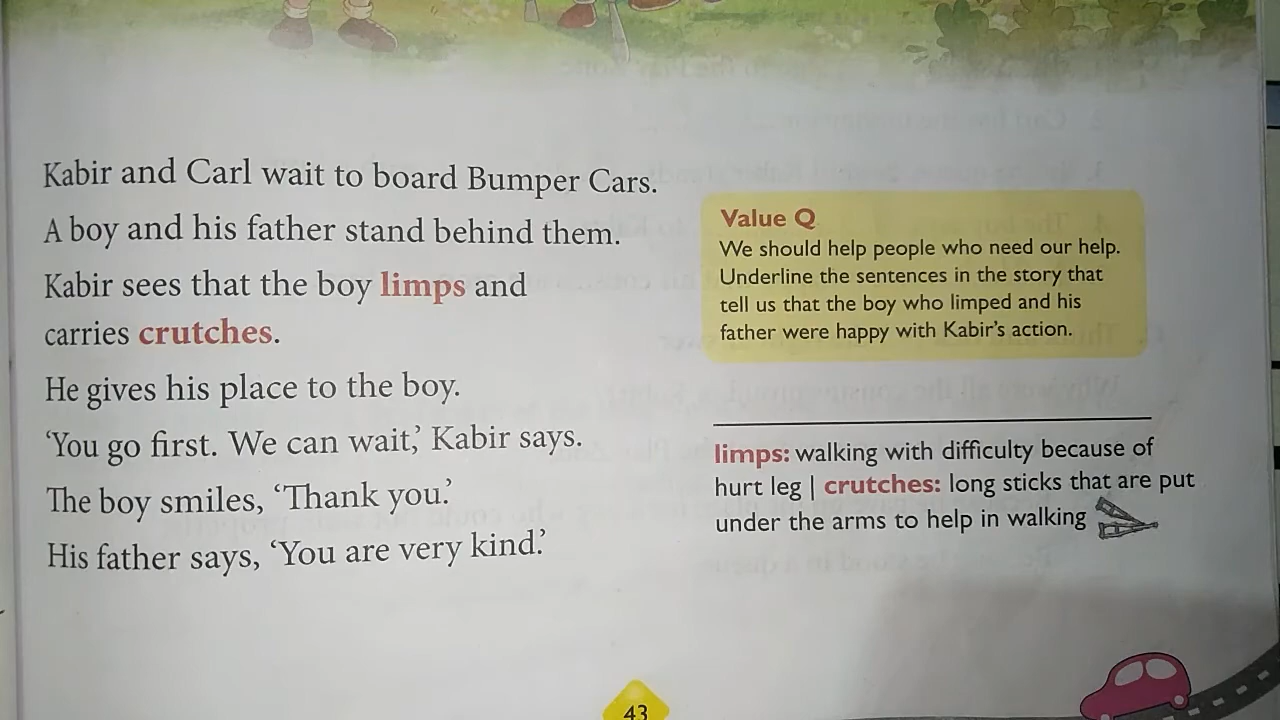 Kabir and Carl wait to board Bumper Cars.
A boy and his father stand behind them.
Kabir sees that the boy limps and
carries crutches.
He gives his place to the boy.
‘You go first. We can wait,’ Kabir says.
The boy smiles, ‘Thank you.’
His father says, ‘You are very kind.’
Value Q
We should help people who need our help.
Underline the sentences in the story that
tell us that the boy who limped and his
father were happy with Kabir’s action.
limps: walking with difficulty because of
hurt leg | crutches: long sticks that are put
under the arms to help in walking
43